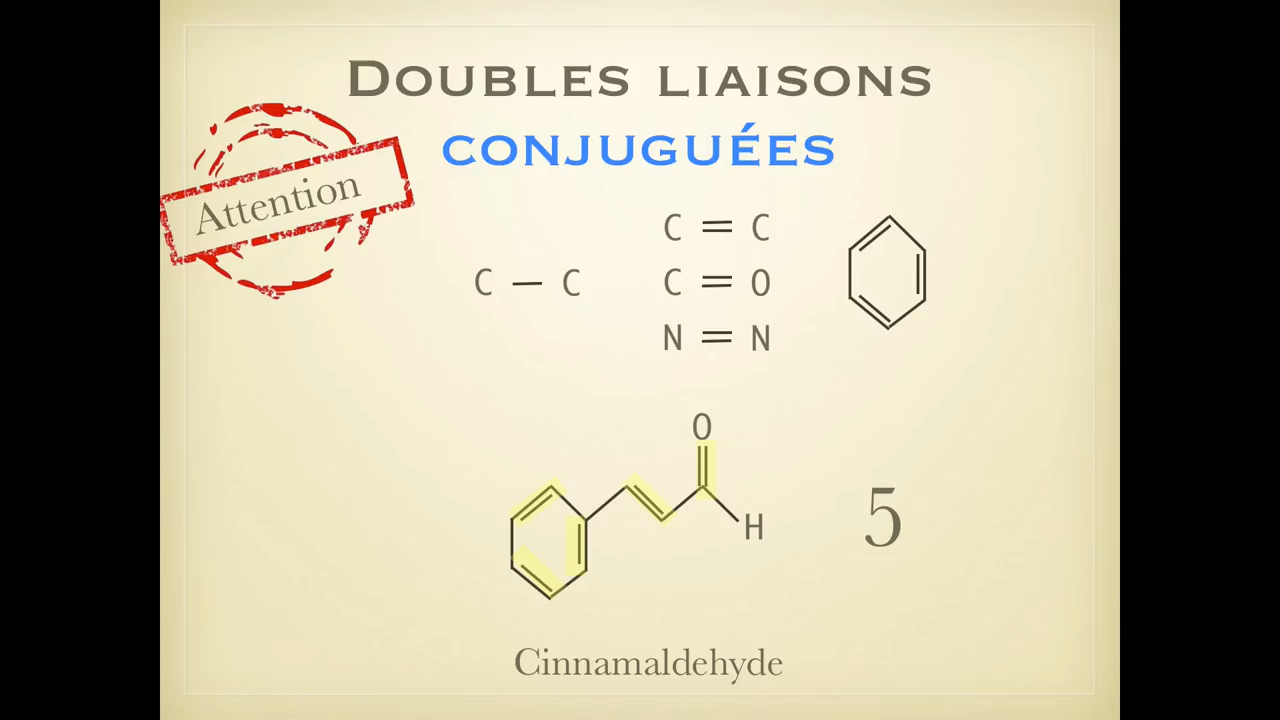 Doubles liaisons
conjuguées
Attention
C = C
C — C
C = O
N = N
O
H
5
Cinnamaldehyde